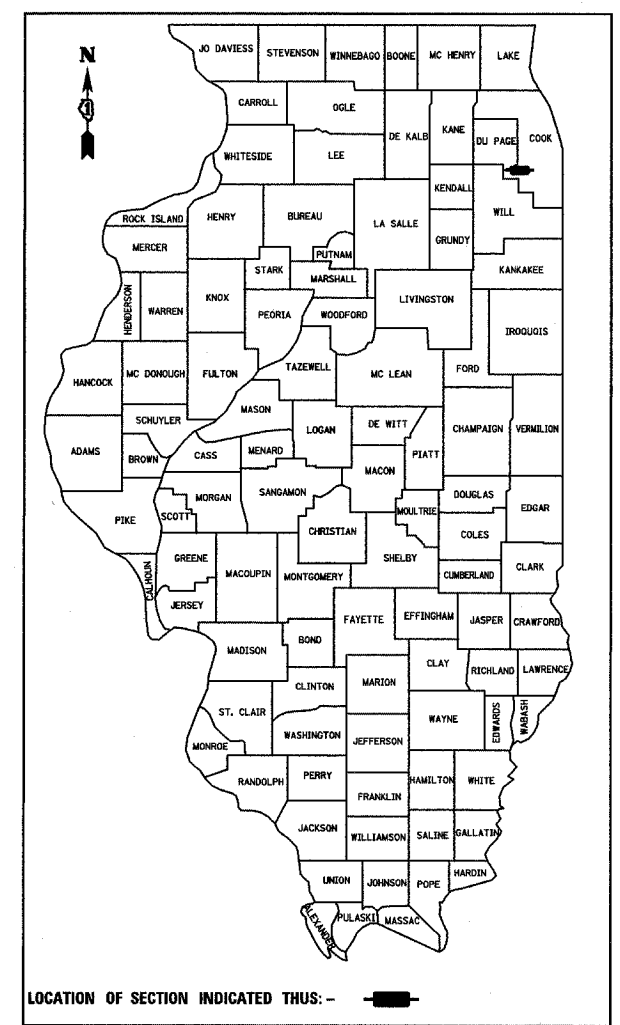 JO DAVIESS STEVENSON WINNEBAGO BOONE MC HENRY LAKE
N
CARROLL OGLE
DE KALB KANE DU PAGE COOK
WHITESIDE LEE
KENDALL
ROCK ISLAND HENRY BUREAU LA SALLE WILL
MERCER PUTNAM GRUNDY
STARK MARSHALL KANKAKEE
HENDERSON WARREN KNOX PEORIA WOODFORD LIVINGSTON
IROQUOIS
HANCOCK MC DONOUGH FULTON TAZEWELL MC LEAN FORD
SCHUYLER MASON LOGAN DE WITT CHAMPAIGN VERMILION
ADAMS BROWN CASS MENARD MACON PIATT
PIKE SCOTT MORGAN SANGAMON MOULTRIE DOUGLAS EDGAR
CHRISTIAN COLES
CALHOUN GREENE MACOUPIN MONTGOMERY SHELBY CUMBERLAND CLARK
JERSEY FAYETTE EFFINGHAM JASPER CRAWFORD
MADISON BOND CLAY RICHLAND LAWRENCE
CLINTON MARION
ST. CLAIR WAYNE EDWARDS WABASH
MONROE WASHINGTON JEFFERSON
RANDOLPH PERRY HAMILTON WHITE
FRANKLIN
JACKSON WILLIAMSON SALINE GALLATIN
UNION JOHNSON POPE HARDIN
ALEXANDER PULASKI MASSAC
LOCATION OF SECTION INDICATED THUS: -